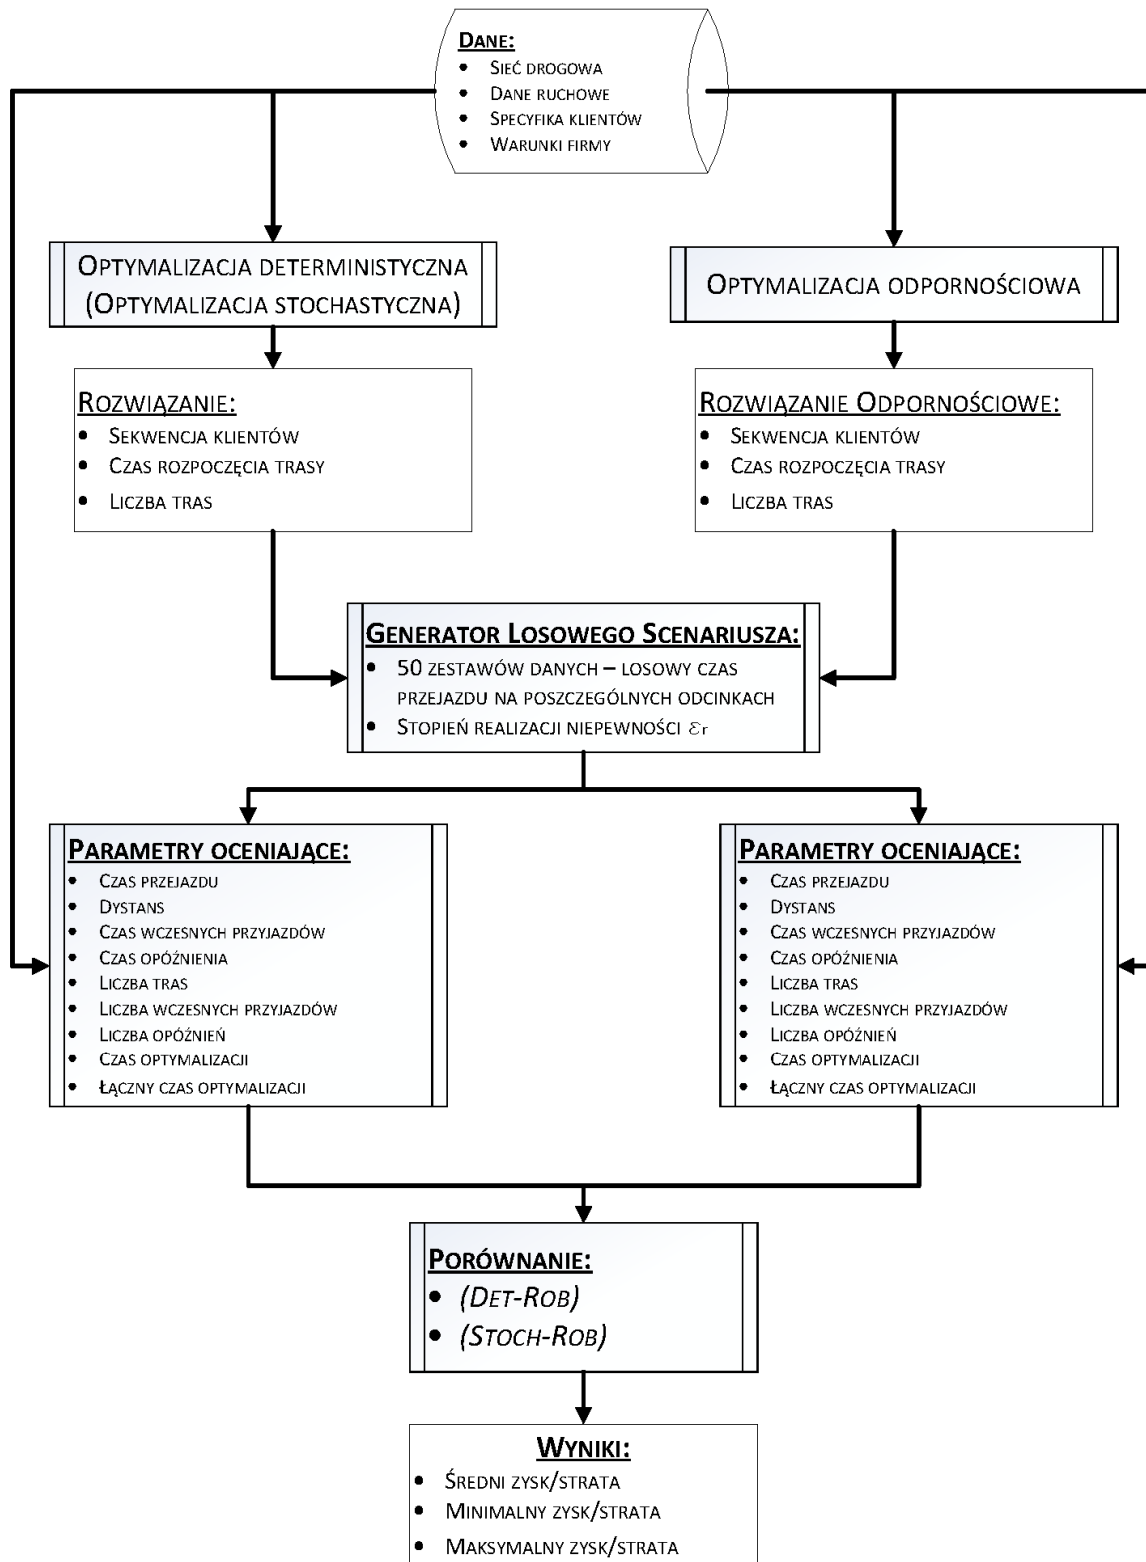 DANE:
• SIEĆ DROGOWA
• DANE RUCHOWE
• SPECYFIKA KLIENTÓW
• WARUNKI FIRMY
OPTYMALIZACJA DETERMINISTYCZNA
(OPTYMALIZACJA STOCHASTYCZNA)
OPTYMALIZACJA ODPORNOŚCIOWA
ROZWIĄZANIE:
• SEKWENCJA KLIENTÓW
• CZAS ROZPOCZĘCIA TRASY
• LICZBA TRAS
ROZWIĄZANIE ODPORNOŚCIOWE:
• SEKWENCJA KLIENTÓW
• CZAS ROZPOCZĘCIA TRASY
• LICZBA TRAS
GENERATOR LOSOWEGO SCENARIUSZA:
• 50 ZESTAWÓW DANYCH – LOSOWY CZAS
PRZEJAZDU NA POSZCZEGÓLNYCH ODCINKACH
• STOPIEŃ REALIZACJI NIEPEWNOŚCI εr
PARAMETRY OCENIAJĄCE:
• CZAS PRZEJAZDU
• DYSTANS
• CZAS WCZESNYCH PRZYJAZDÓW
• CZAS OPÓŹNIENIA
• LICZBA TRAS
• LICZBA WCZESNYCH PRZYJAZDÓW
• LICZBA OPÓŹNIEŃ
• CZAS OPTYMALIZACJI
• ŁĄCZNY CZAS OPTYMALIZACJI
PARAMETRY OCENIAJĄCE:
• CZAS PRZEJAZDU
• DYSTANS
• CZAS WCZESNYCH PRZYJAZDÓW
• CZAS OPÓŹNIENIA
• LICZBA TRAS
• LICZBA WCZESNYCH PRZYJAZDÓW
• LICZBA OPÓŹNIEŃ
• CZAS OPTYMALIZACJI
• ŁĄCZNY CZAS OPTYMALIZACJI
PORÓWNANIE:
• (DET-ROB)
• (STOCH-ROB)
WYNIKI:
• ŚREDNI ZYSK/STRATA
• MINIMALNY ZYSK/STRATA
• MAKSYMALNY ZYSK/STRATA